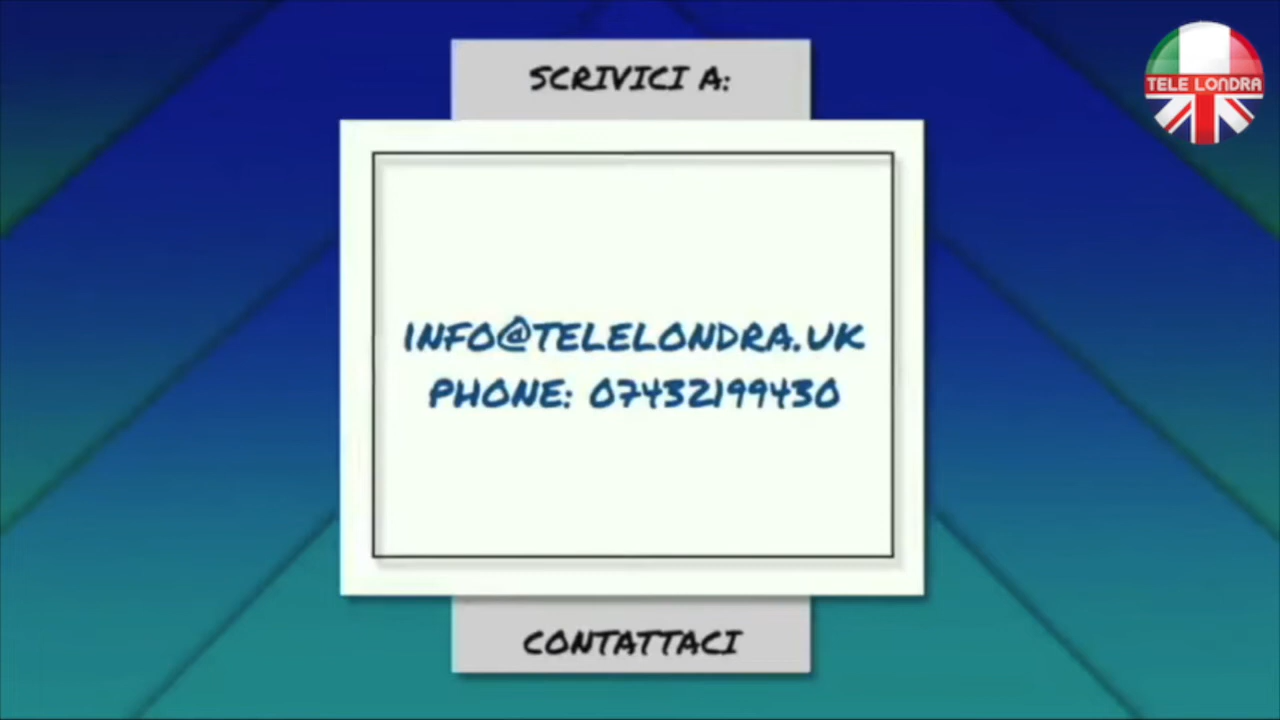 SCRIVICI A:
TELE LONDRA
INFO@TELELONDRA.UK
PHONE: 07432199430
CONTATTACI